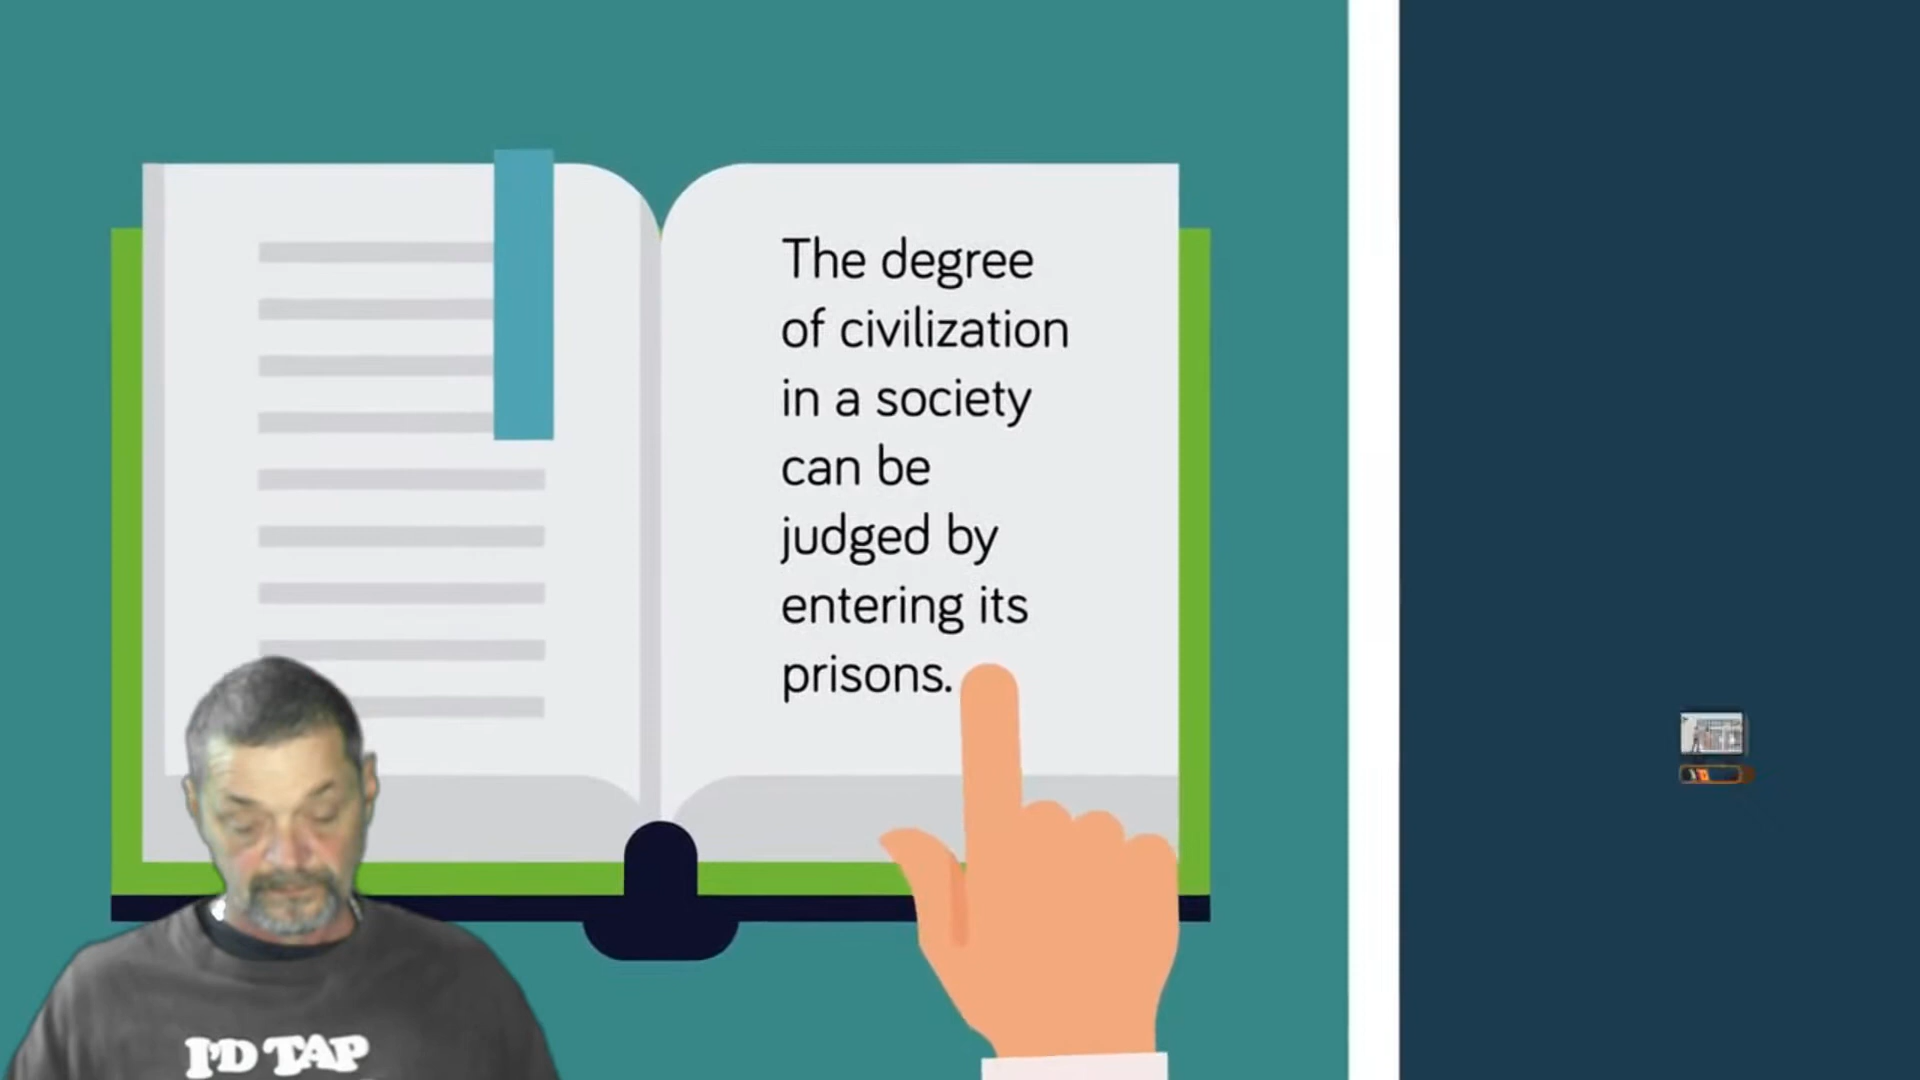 The degree
of civilization
in a society
can be
judged by
entering its
prisons.
I'D TAP